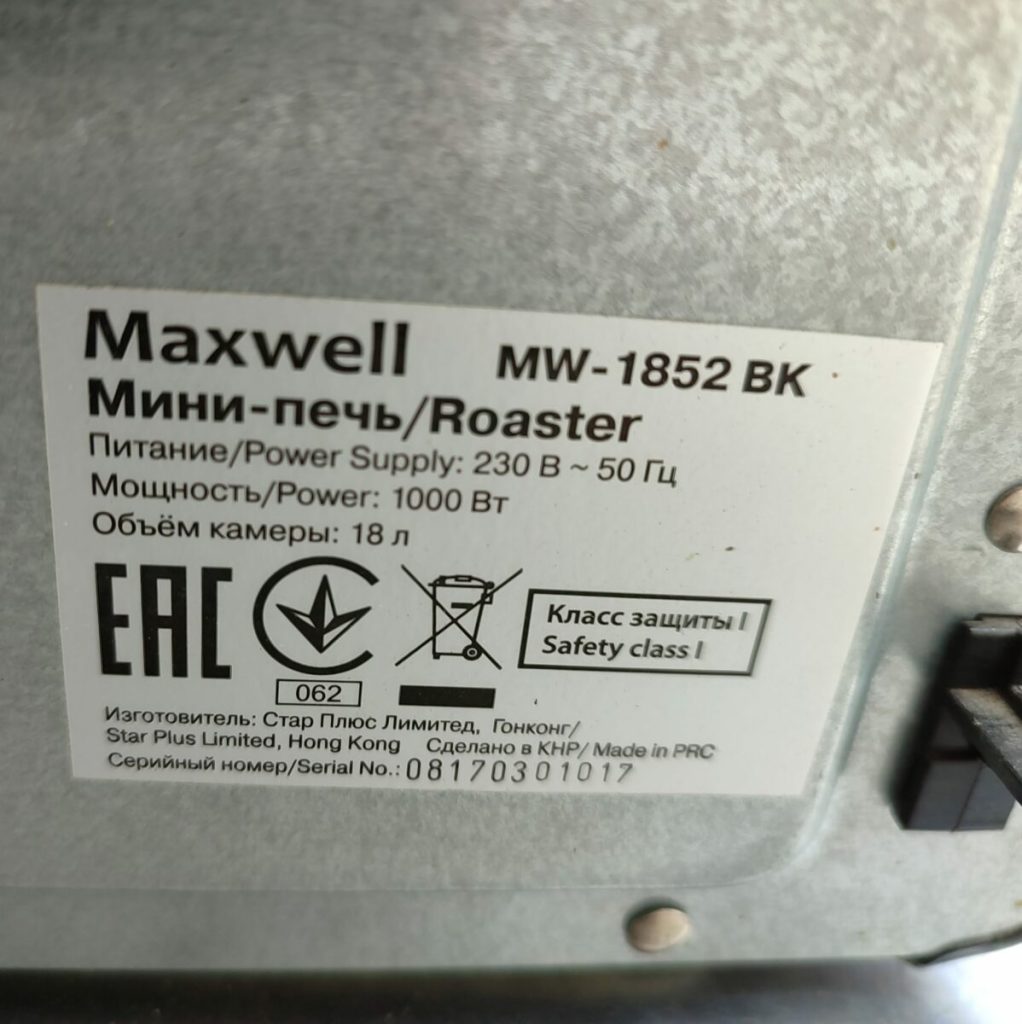 Maxwell MW-1852 BK
Мини-печь/Roaster
Питание/Power Supply: 230 В ~ 50 Гц
Мощность/Power: 1000 Вт
Объём камеры: 18 л
EAC
Класс защиты I
Safety class I
062
Изготовитель: Стар Плюс Лимитед, Гонконг/
Star Plus Limited, Hong Kong Сделано в КНР/ Made in PRC
Серийный номер/Serial No.: 08170301017